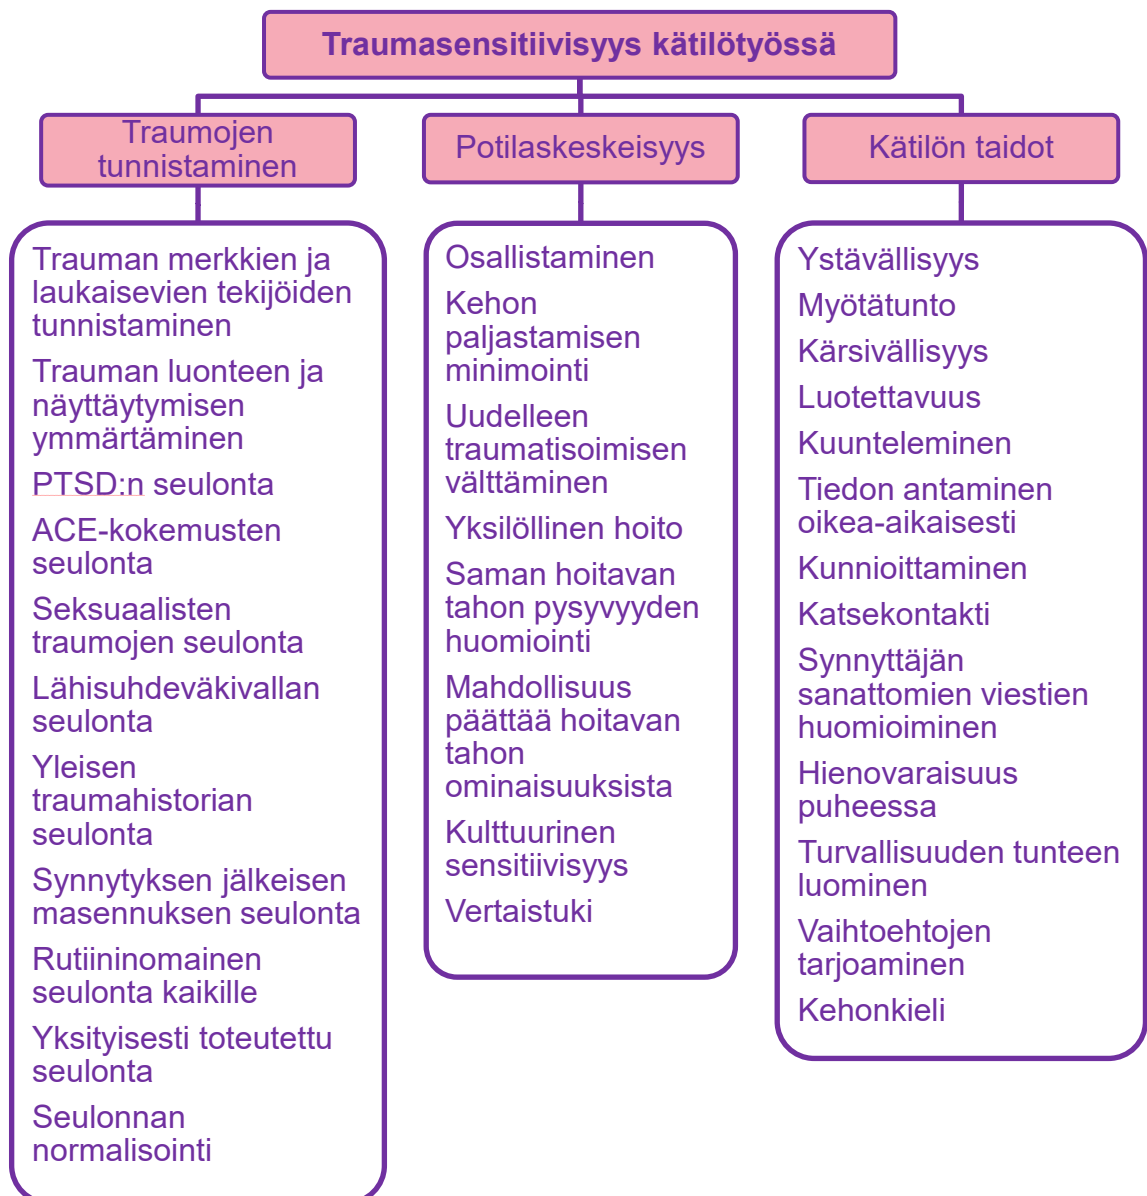 Traumasensitiivisyys kätilötyössä
Traumojen
tunnistaminen
Trauman merkkien ja
laukaisevien tekijöiden
tunnistaminen
Trauman luonteen ja
näyttäytymisen
ymmärtäminen
PTSD:n seulonta
ACE-kokemusten
seulonta
Seksuaalisten
traumojen seulonta
Lähisuhdeväkivallan
seulonta
Yleisen
traumahistorian
seulonta
Synnytyksen jälkeisen
masennuksen seulonta
Rutiininomainen
seulonta kaikille
Yksityisesti toteutettu
seulonta
Seulonnan
normalisointi
Potilaskeskeisyys
Osallistaminen
Kehon
paljastamisen
minimointi
Uudelleen
traumatisoimisen
välttäminen
Yksilöllinen hoito
Saman hoitavan
tahon pysyvyyden
huomiointi
Mahdollisuus
päättää hoitavan
tahon
ominaisuuksista
Kulttuurinen
sensitiivisyys
Vertaistuki
Kätilön taidot
Ystävällisyys
Myötätunto
Kärsivällisyys
Luotettavuus
Kuunteleminen
Tiedon antaminen
oikea-aikaisesti
Kunnioittaminen
Katsekontakti
Synnyttäjän
sanattomien viestien
huomioiminen
Hienovaraisuus
puheessa
Turvallisuuden tunteen
luominen
Vaihtoehtojen
tarjoaminen
Kehonkieli